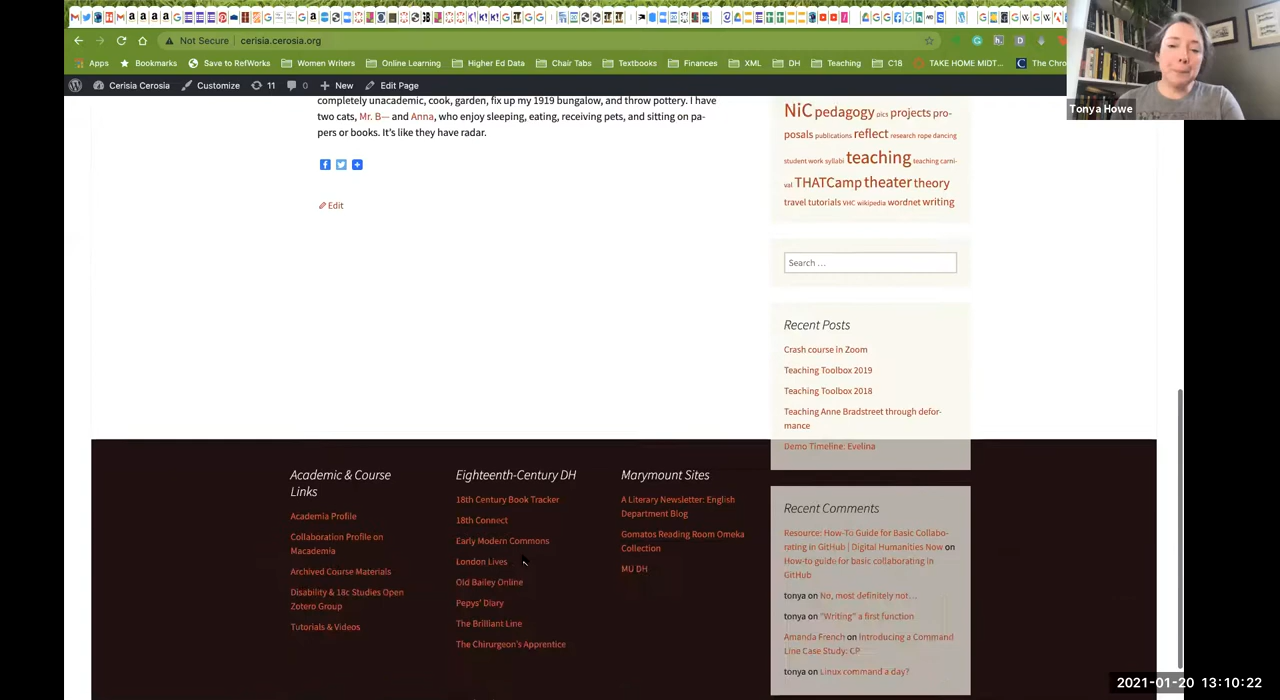 Not Secure | cerisia.cerosia.org
Apps
Bookmarks
Save to RefWorks
Women Writers
Online Learning
Higher Ed Data
Chair Tabs
Textbooks
Finances
XML
DH
Teaching
C18
TAKE HOME MIDT...
The Chro
Tonya Howe
Cerisia Cerosia
Customize
11
0
New
Edit Page
completely unacademic, cook, garden, fix up my 1919 bungalow, and throw pottery. I have
two cats, Mr. B— and Anna, who enjoy sleeping, eating, receiving pets, and sitting on pa-
pers or books. It's like they have radar.
Edit
NiC pedagogy pics projects pro-
posals publications reflect research rope dancing
student work syllabi teaching teaching carni-
val THATCamp theater theory
travel tutorials VHC wikipedia wordnet writing
Search ...
Recent Posts
Crash course in Zoom
Teaching Toolbox 2019
Teaching Toolbox 2018
Teaching Anne Bradstreet through defor-
mance
Demo Timeline: Evelina
Academic & Course
Links
Academia Profile
Collaboration Profile on
Macademia
Archived Course Materials
Disability & 18c Studies Open
Zotero Group
Tutorials & Videos
Eighteenth-Century DH
18th Century Book Tracker
18th Connect
Early Modern Commons
London Lives
Old Bailey Online
Pepys' Diary
The Brilliant Line
The Chirurgeon's Apprentice
Marymount Sites
A Literary Newsletter: English
Department Blog
Gomatos Reading Room Omeka
Collection
MU DH
Recent Comments
Resource: How-To Guide for Basic Collabo-
rating in GitHub | Digital Humanities Now on
How-to guide for basic collaborating in
GitHub
tonya on No, most definitely not...
tonya on "Writing" a first function
Amanda French on Introducing a Command
Line Case Study: CP
tonya on Linux command a day?
2021-01-20 13:10:22